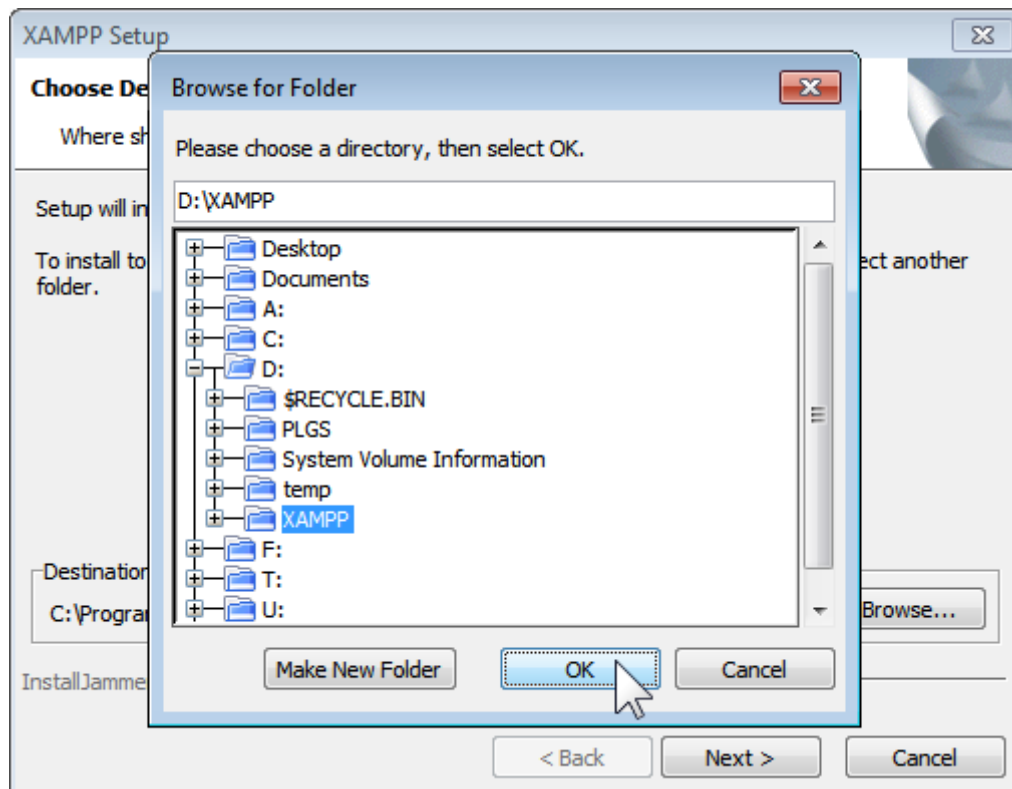 XAMPP Setup
Choose De
Where sh
Setup will in
To install to
ect another
folder.
Browse for Folder
Please choose a directory, then select OK.
D:\XAMPP
Desktop
Documents
A:
C:
D:
$RECYCLE.BIN
PLGS
System Volume Information
temp
XAMPP
F:
T:
U:
Make New Folder
OK
Cancel
Destination
C:\Progra
Browse...
InstallJamme
< Back
Next >
Cancel